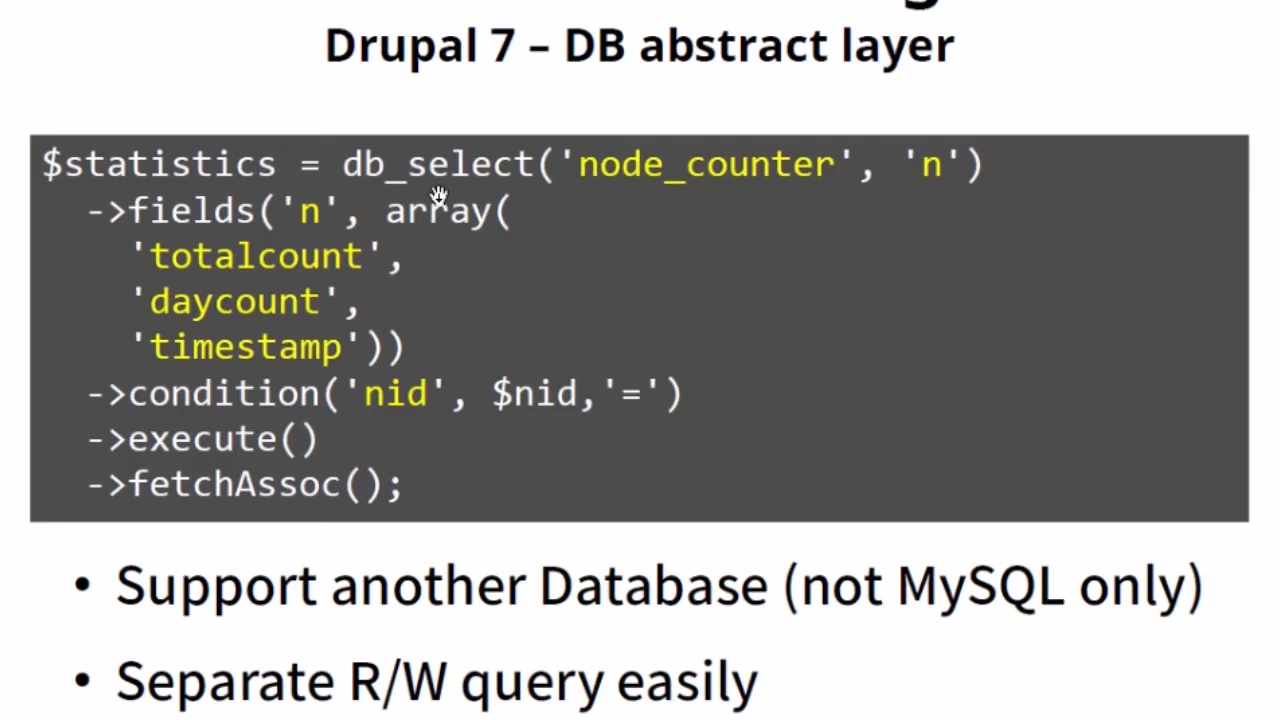 Drupal 7 – DB abstract layer
$statistics = db_select('node_counter', 'n')
  ->fields('n', array(
    'totalcount',
    'daycount',
    'timestamp'))
  ->condition('nid', $nid,'=')
  ->execute()
  ->fetchAssoc();
• Support another Database (not MySQL only)
• Separate R/W query easily